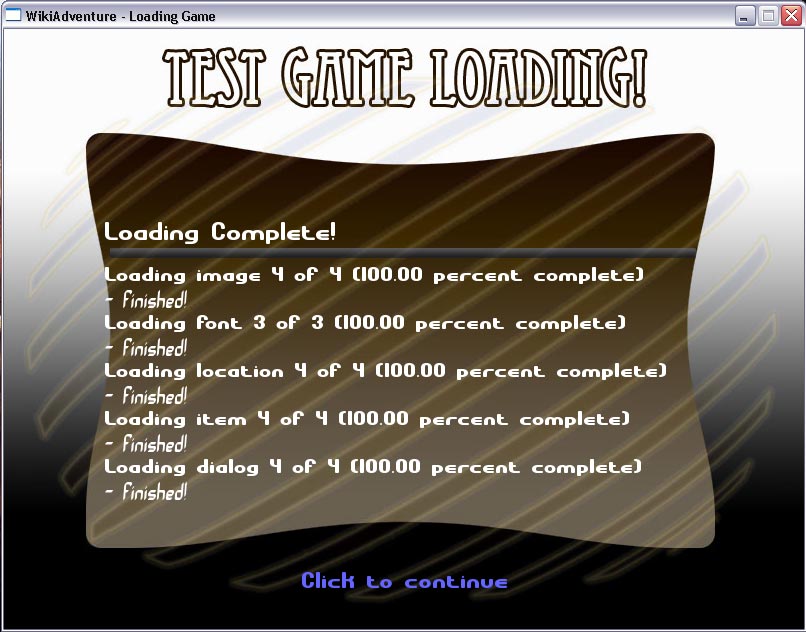 WikiAdventure - Loading Game
TEST GAME LOADING!
Loading Complete!
Loading image 4 of 4 (100.00 percent complete)
- Finished!
Loading font 3 of 3 (100.00 percent complete)
- Finished!
Loading location 4 of 4 (100.00 percent complete)
- Finished!
Loading item 4 of 4 (100.00 percent complete)
- Finished!
Loading dialog 4 of 4 (100.00 percent complete)
- Finished!
Click to continue